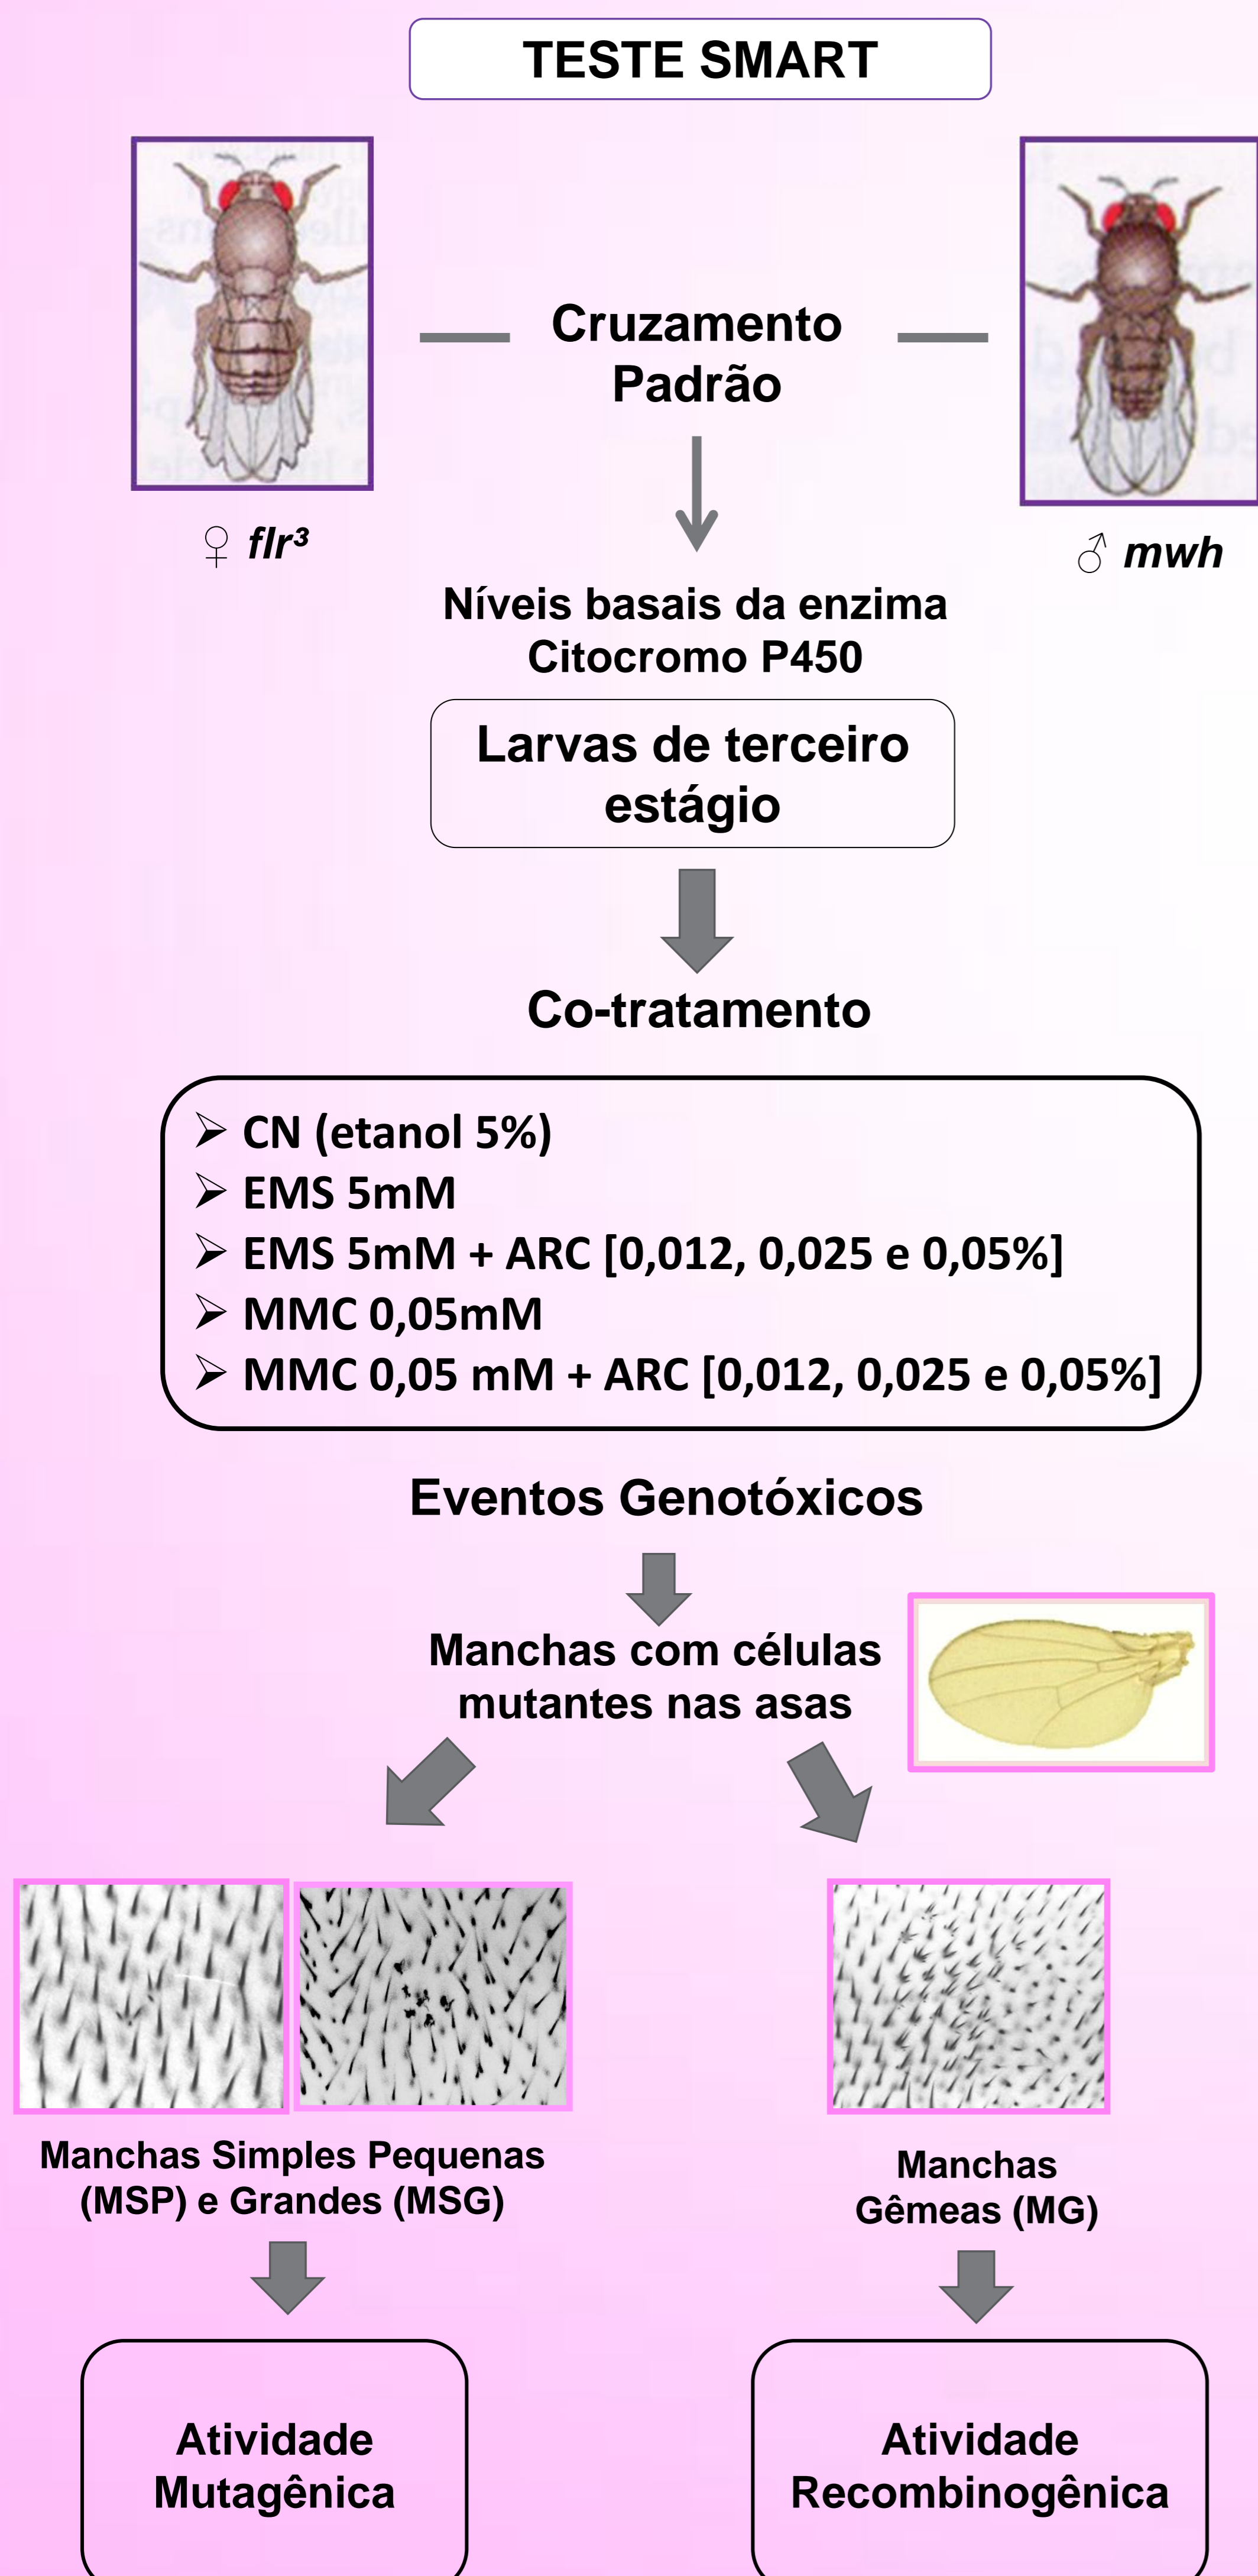 TESTE SMART
Cruzamento
Padrão
♀ flr³
♂ mwh
Níveis basais da enzima
Citocromo P450
Larvas de terceiro
estágio
Co-tratamento
➢ CN (etanol 5%)
➢ EMS 5mM
➢ EMS 5mM + ARC [0,012, 0,025 e 0,05%]
➢ MMC 0,05mM
➢ MMC 0,05 mM + ARC [0,012, 0,025 e 0,05%]
Eventos Genotóxicos
Manchas com células
mutantes nas asas
Manchas Simples Pequenas
(MSP) e Grandes (MSG)
Manchas
Gêmeas (MG)
Atividade
Mutagênica
Atividade
Recombinogênica